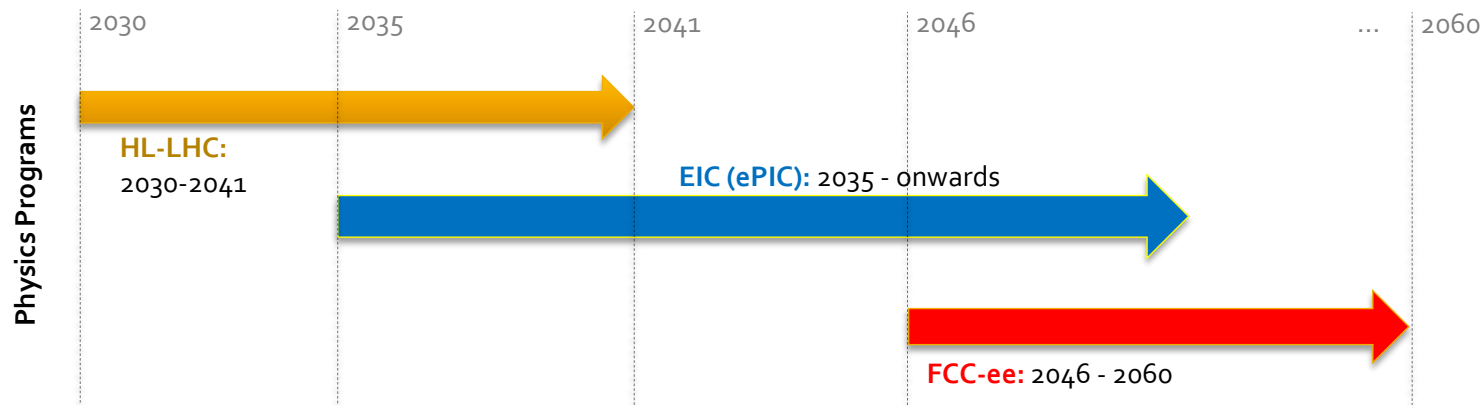 2030 2035 2041 2046 ... 2060
Physics Programs
HL-LHC:
2030-2041
EIC (ePIC): 2035 - onwards
FCC-ee: 2046 - 2060